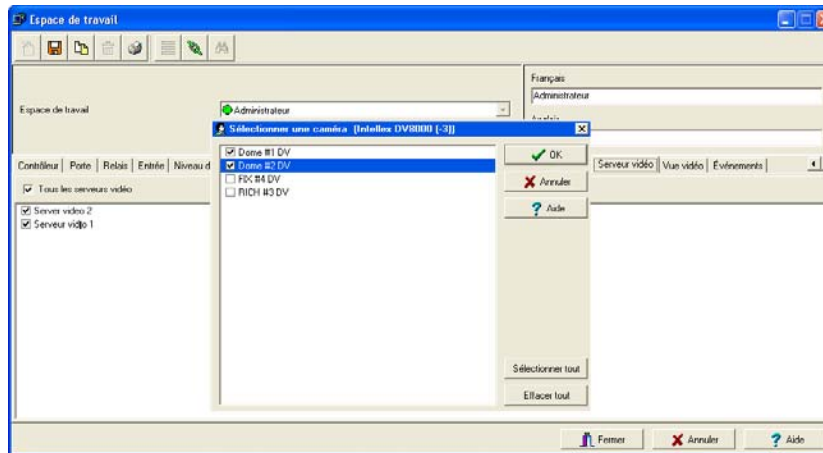 Espace de travail
Français
Administrateur
Espace de travail
Administrateur
Anglais
Sélectionner une caméra (Intellex DV8000 (-3))
Contrôleur Porte Relais Entrée Niveau d
Serveur vidéo Vue vidéo Événements
Tous les serveurs vidéo
Server video 2
Serveur vidéo 1
Dome #1 DV
Dome #2 DV
FIX #4 DV
RICH #3 DV
OK
Annuler
Aide
Sélectionner tout
Effacer tout
Fermer
Annuler
Aide